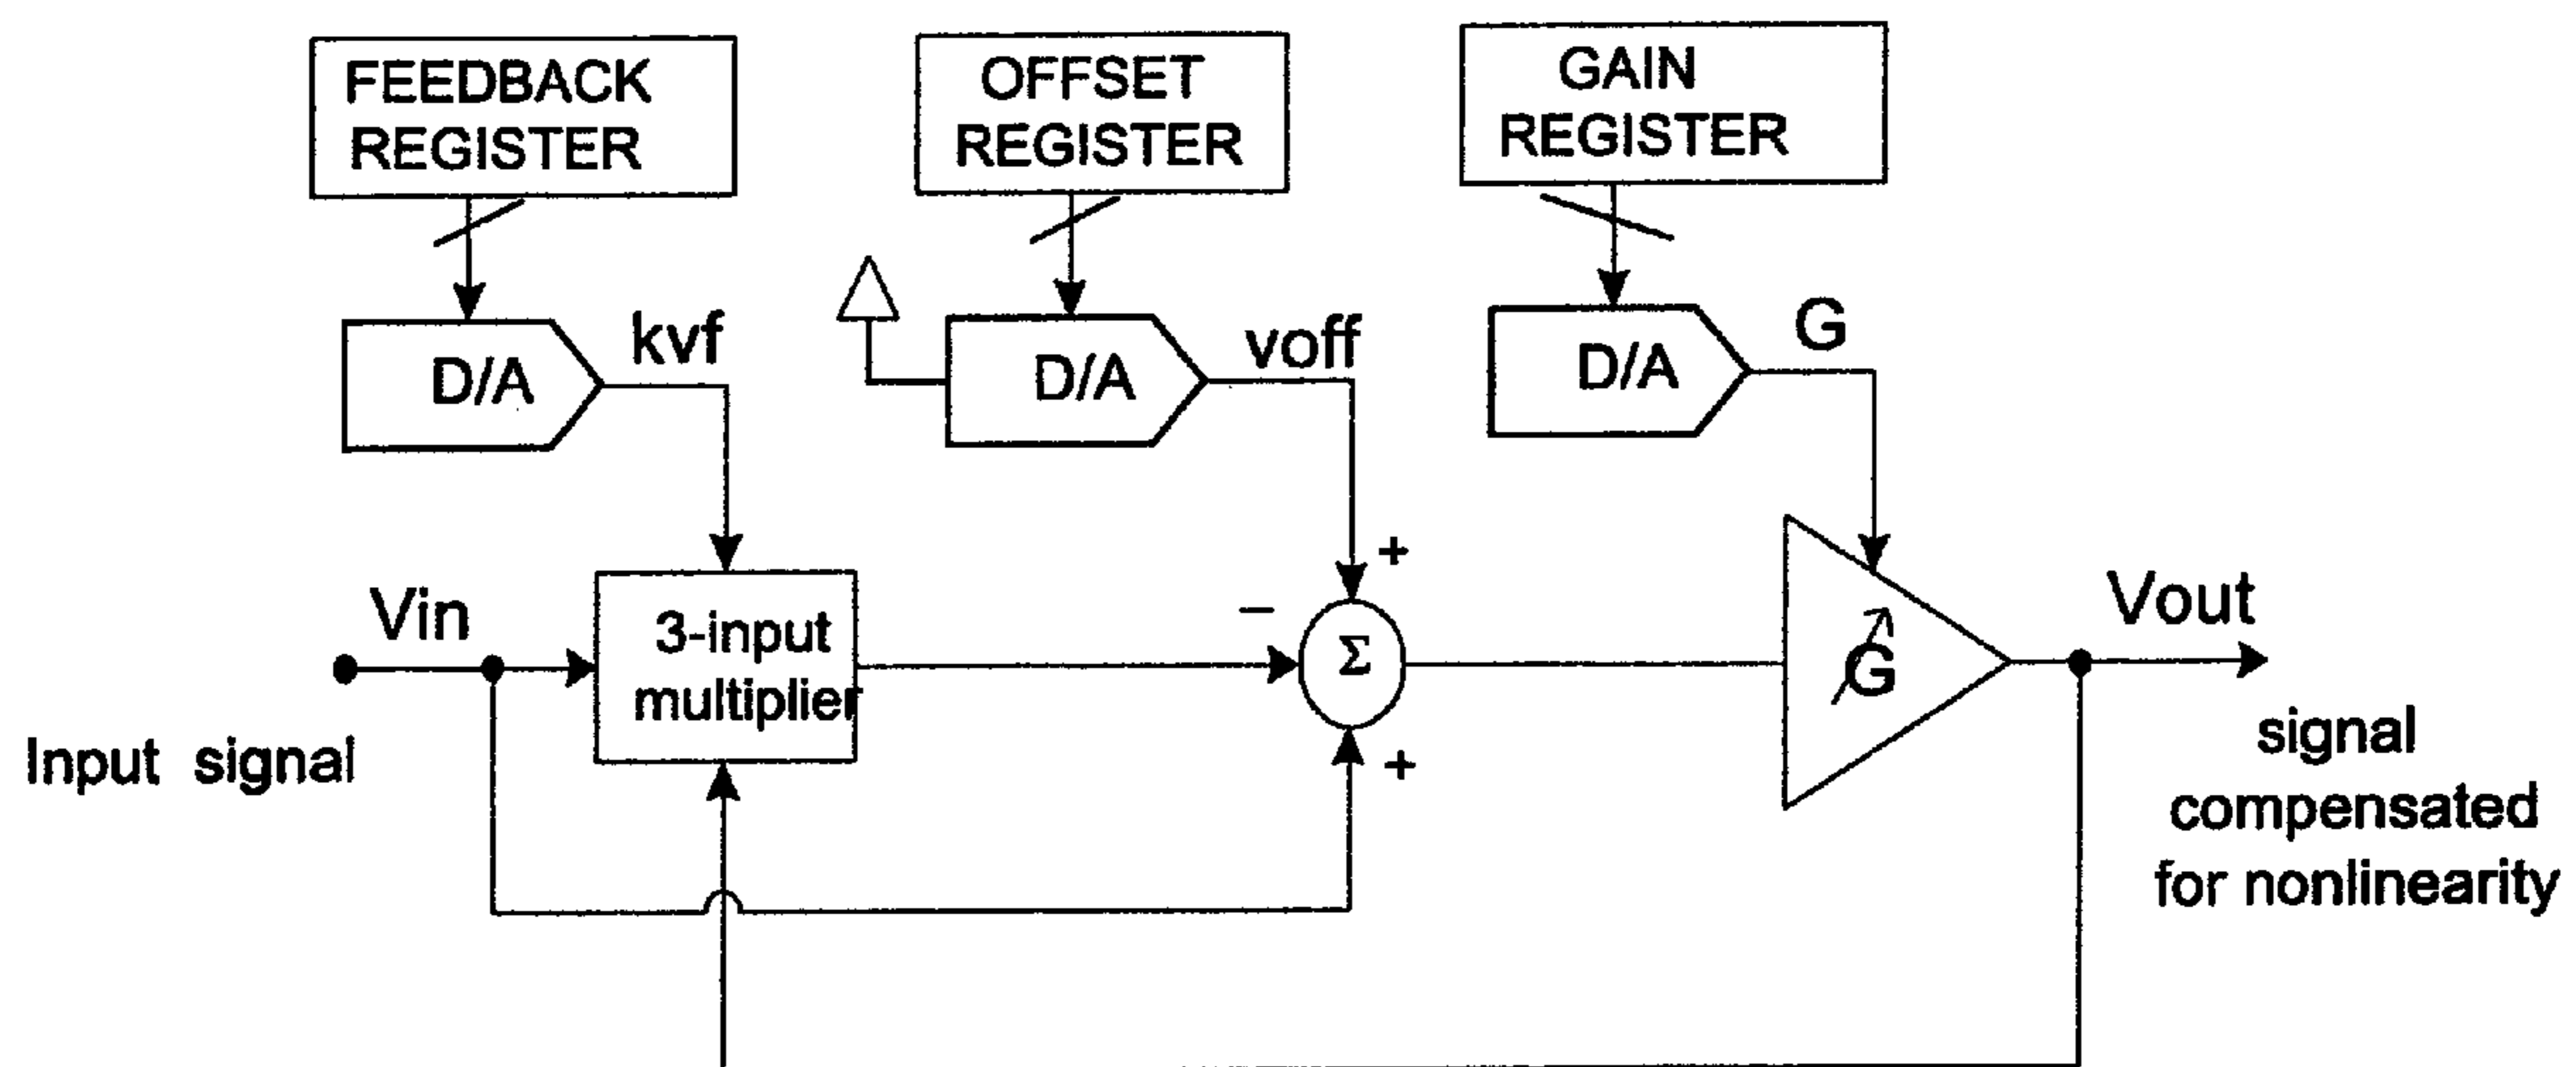 FEEDBACK
REGISTER
OFFSET
REGISTER
GAIN
REGISTER
D/A
kvf
D/A
voff
D/A
G
+
Vin
3-input
multiplier
−
Σ
G
Vout
Input signal
+
signal
compensated
for nonlinearity